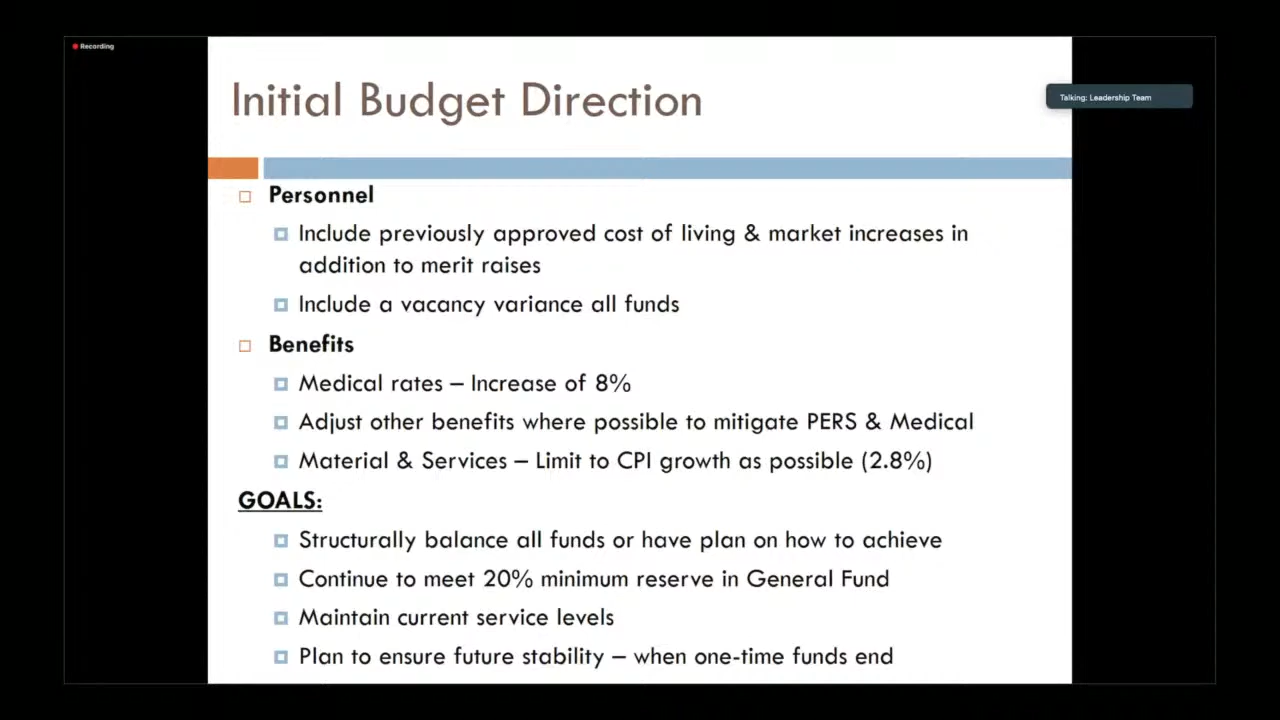 Recording
Initial Budget Direction
Talking: Leadership Team
Personnel
Include previously approved cost of living & market increases in
addition to merit raises
Include a vacancy variance all funds
Benefits
Medical rates – Increase of 8%
Adjust other benefits where possible to mitigate PERS & Medical
Material & Services – Limit to CPI growth as possible (2.8%)
GOALS:
Structurally balance all funds or have plan on how to achieve
Continue to meet 20% minimum reserve in General Fund
Maintain current service levels
Plan to ensure future stability – when one-time funds end